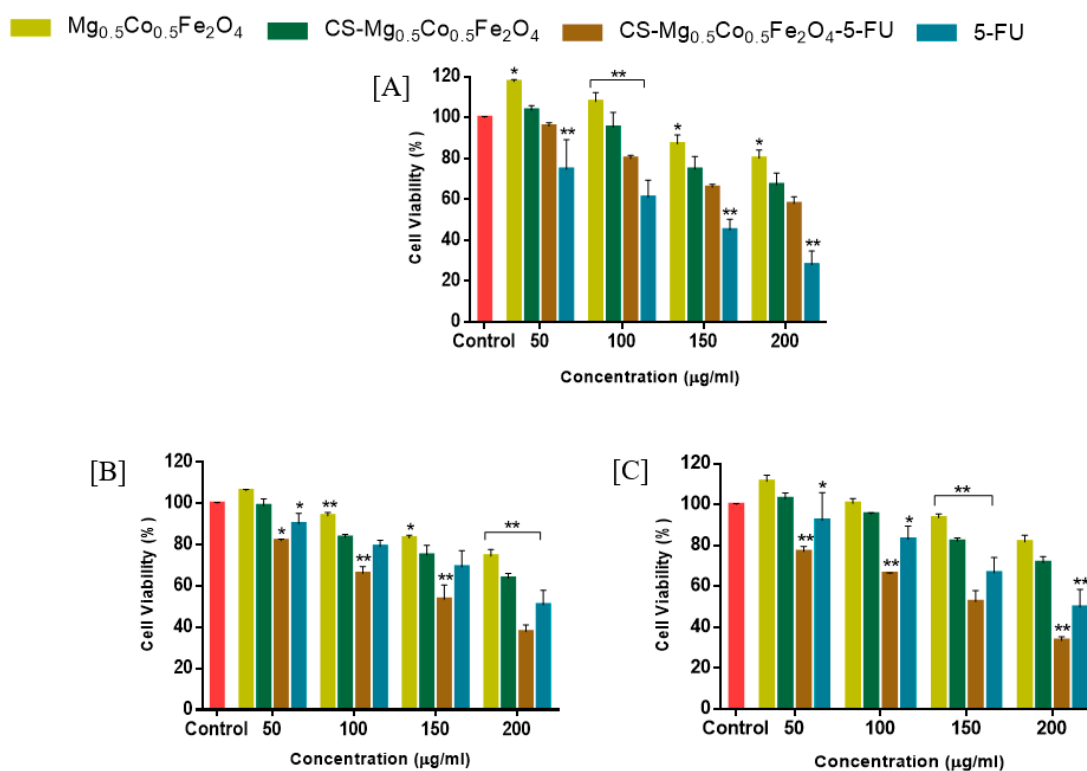 Mg₀.₅Co₀.₅Fe₂O₄ CS-Mg₀.₅Co₀.₅Fe₂O₄ CS-Mg₀.₅Co₀.₅Fe₂O₄-5-FU 5-FU
[A]
Cell Viability (% )
120
100
80
60
40
20
0
* ** ** * ** * **
Control 50 100 150 200
Concentration (µg/ml)
[B]
Cell Viability (% )
120
100
80
60
40
20
0
* * ** ** * ** **
Control 50 100 150 200
Concentration (µg/ml)
[C]
Cell Viability (% )
120
100
80
60
40
20
0
** * ** * ** ** **
Control 50 100 150 200
Concentration (µg/ml)